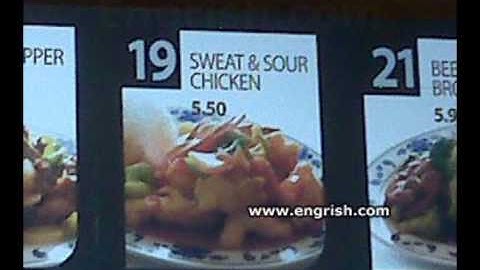 PPER
19 SWEAT & SOUR
CHICKEN
5.50
21 BEE
BRO
5.9
www.engrish.com